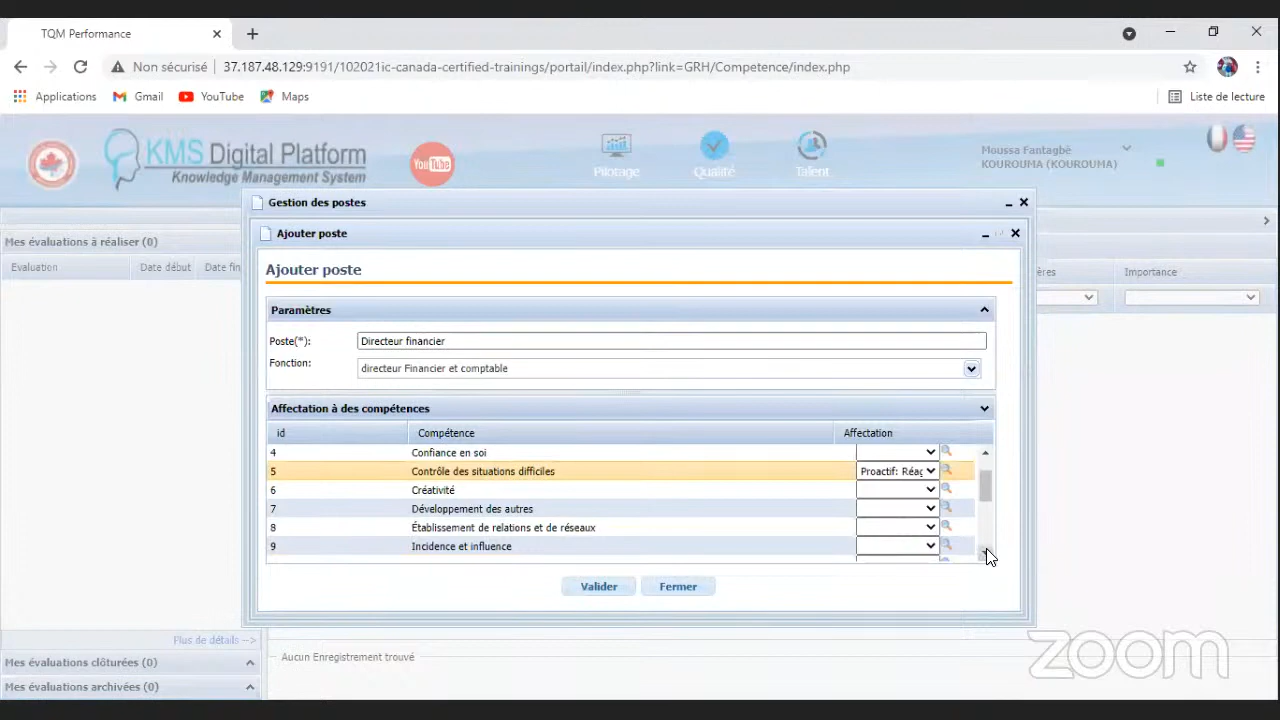 TQM Performance
Non sécurisé 37.187.48.129:9191/102021ic-canada-certified-trainings/portal/index.php?link=GRH/Competence/index.php
Applications Gmail YouTube Maps Liste de lecture
KMS Digital Platform
Knowledge Management System
YouTube
Pilotage Qualité Talent
Moussa Fantagbè
KOUROUMA (KOUROUMA)
Gestion des postes
Mes évaluations à réaliser (0)
Ajouter poste
Evaluation Date début Date fin Importance
Ajouter poste
Paramètres
Poste(*): Directeur financier
Fonction: directeur Financier et comptable
Affectation à des compétences
id Compétence Affectation
4 Confiance en soi
5 Contrôle des situations difficiles Proactif: Réag
6 Créativité
7 Développement des autres
8 Établissement de relations et de réseaux
9 Incidence et influence
Valider Fermer
Plus de détails -->
Mes évaluations clôturées (0) Aucun Enregistrement trouvé
Mes évaluations archivées (0)
zoom